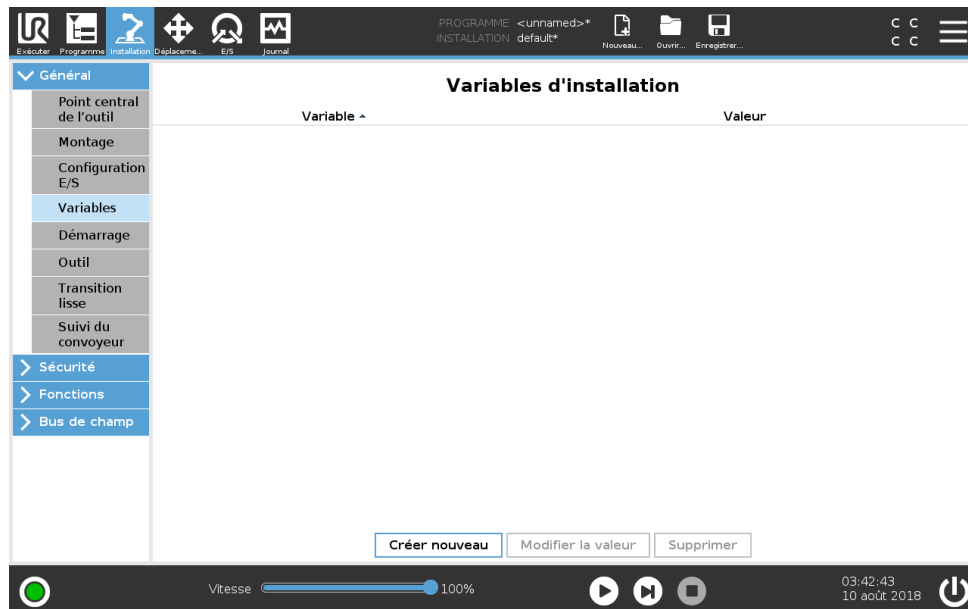 PROGRAMME <unnamed>*
INSTALLATION default*
C C
C C
Exécuter Programme Installation Déplaceme... E/S Journal Nouveau... Ouvrir... Enregistrer...
Général
Point central
de l'outil
Montage
Configuration
E/S
Variables
Démarrage
Outil
Transition
lisse
Suivi du
convoyeur
Sécurité
Fonctions
Bus de champ
Variables d'installation
Variable Valeur
Créer nouveau Modifier la valeur Supprimer
Vitesse 100%
03:42:43
10 août 2018